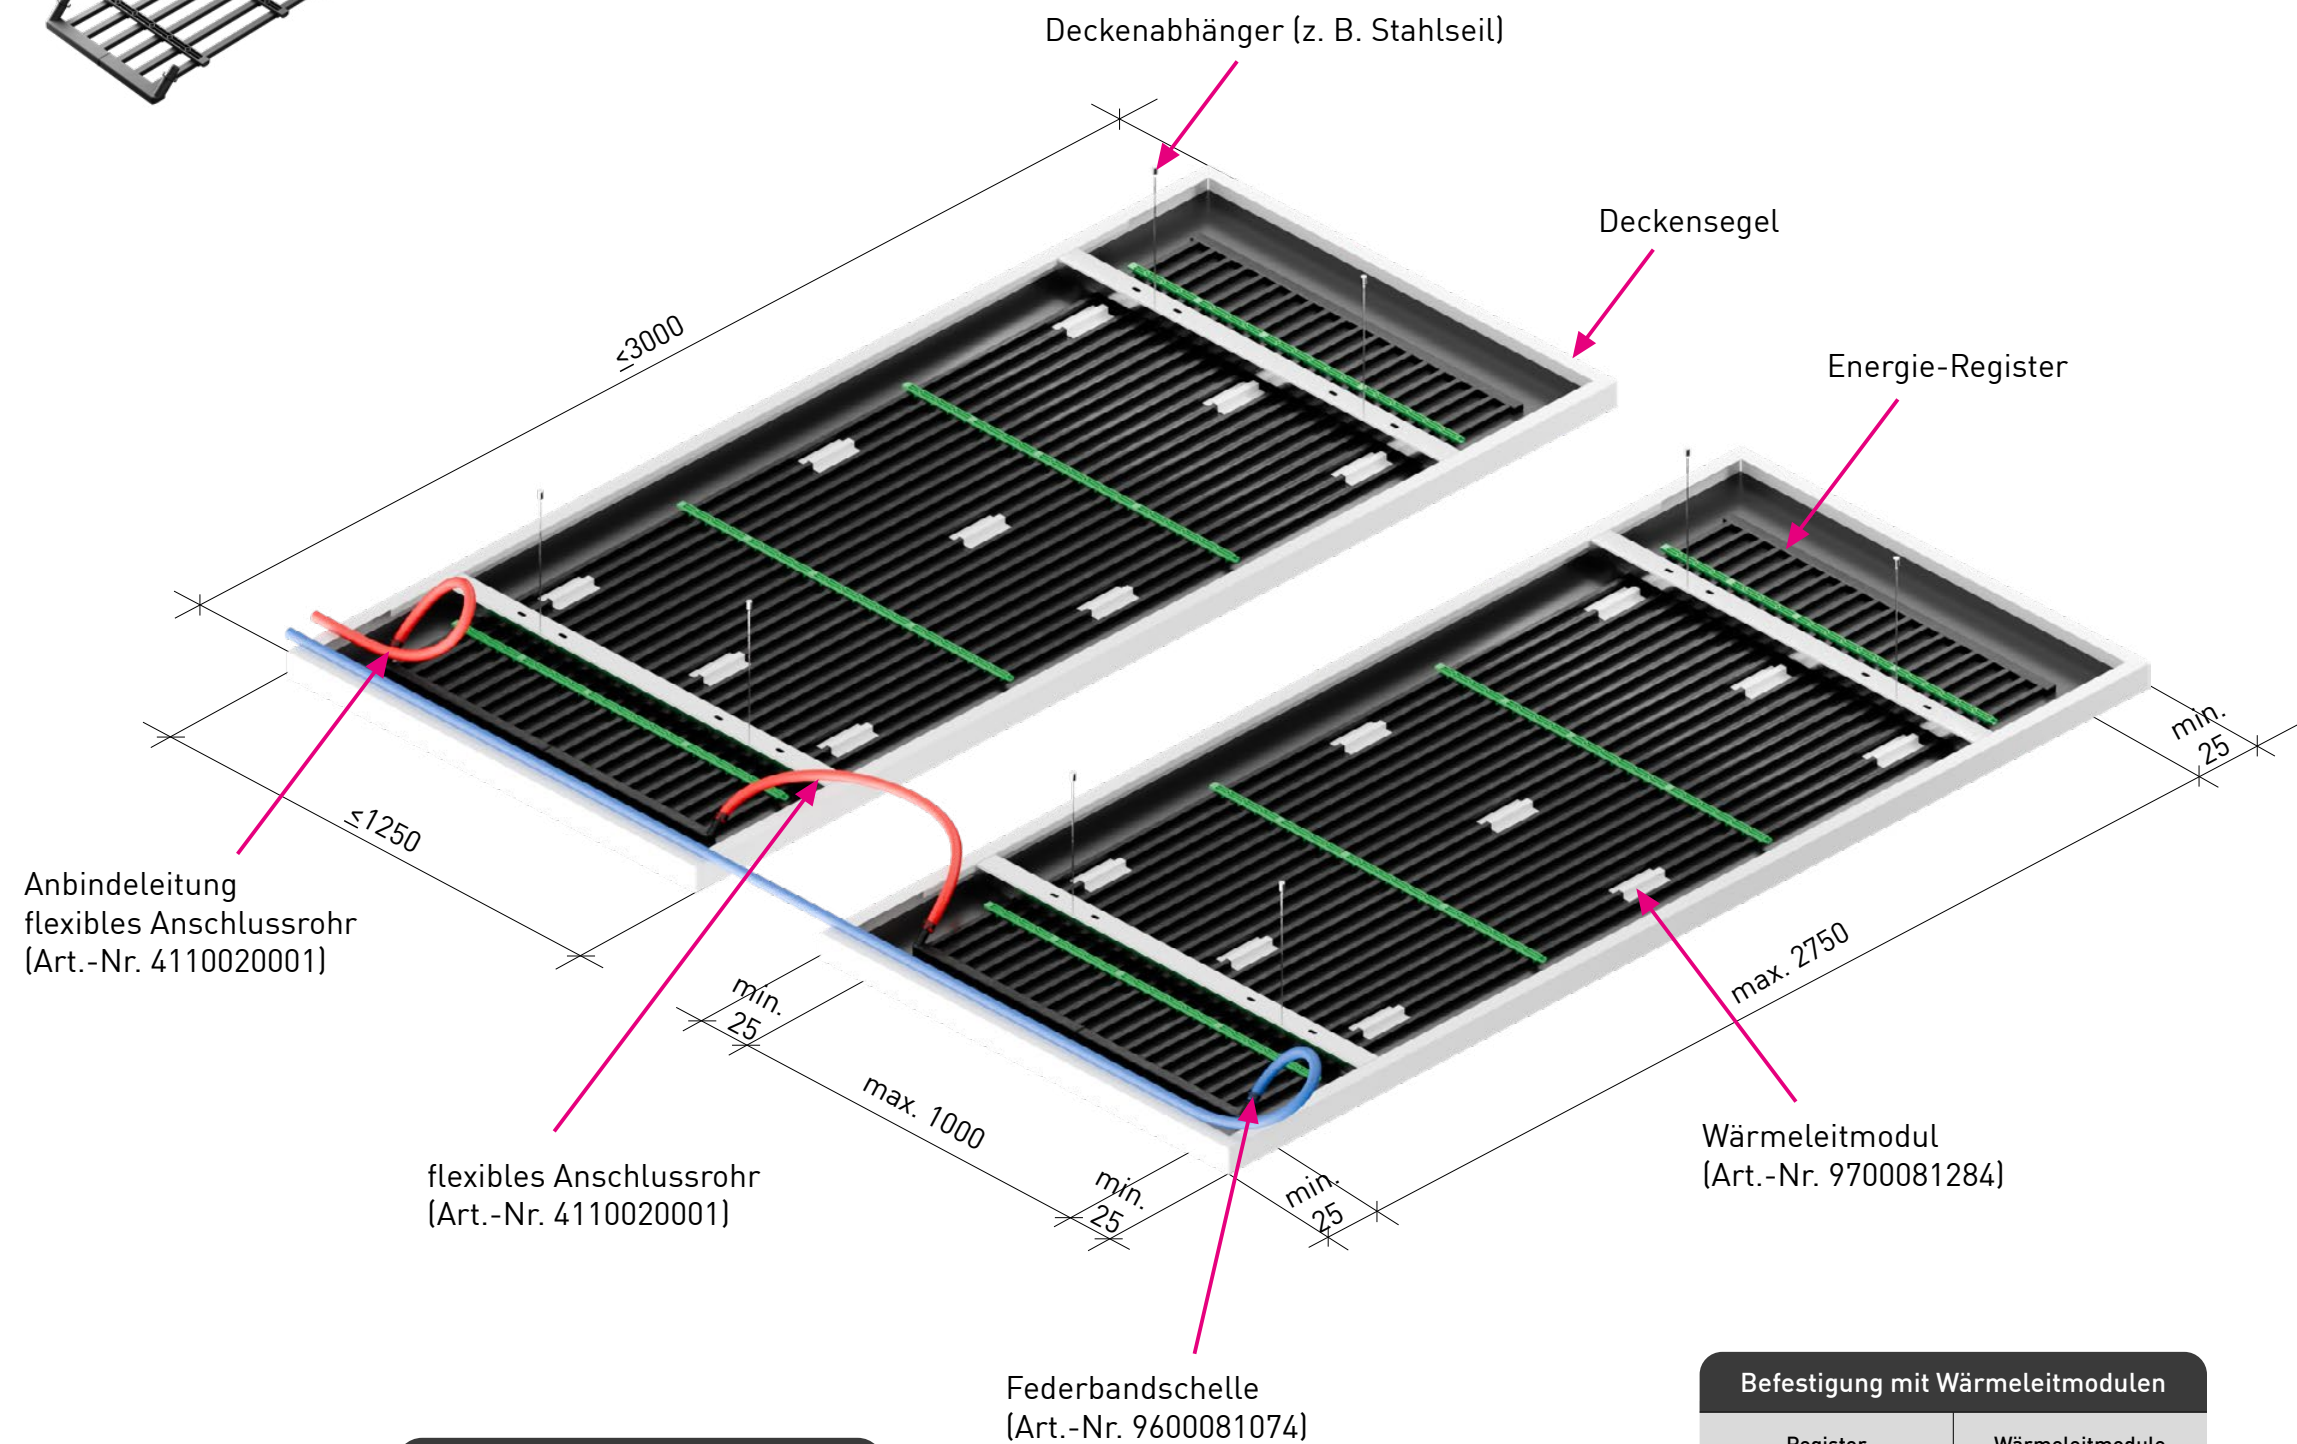 Deckenabhänger (z. B. Stahlseil)
Deckensegel
≤3000
Energie-Register
min.
25
≤1250
Anbindeleitung
flexibles Anschlussrohr
(Art.-Nr. 4110020001)
max. 2750
min.
25
max. 1000
Wärmeleitmodul
(Art.-Nr. 9700081284)
flexibles Anschlussrohr
(Art.-Nr. 4110020001)
min.
25
min.
25
Federbandschelle
(Art.-Nr. 9600081074)
Befestigung mit Wärmeleitmodulen
Register
Wärmeleitmodule